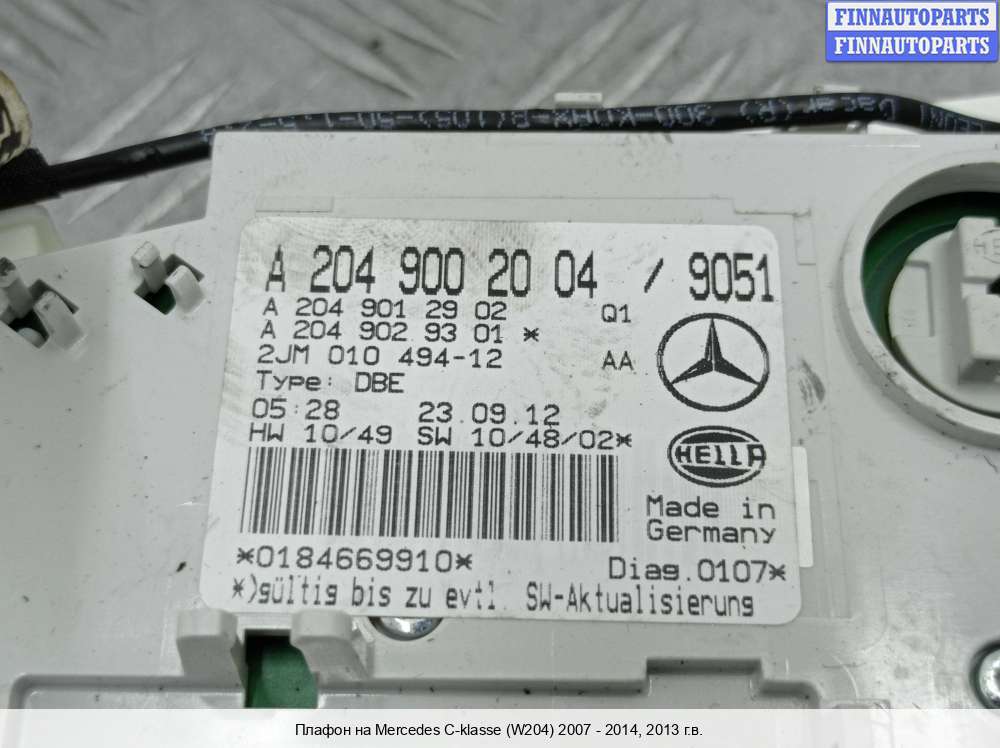 FINNAUTOPARTS
FINNAUTOPARTS
A 204 900 20 04 / 9051
A 204 901 29 02 Q1
A 204 902 93 01 *
2JM 010 494-12 AA
Type: DBE
05:28 23.09.12
HW 10/49 SW 10/48/02*
HELLA
Made in
Germany
*0184669910*
Diag.0107*
*)gültig bis zu evtl. SW-Aktualisierung
Плафон на Mercedes C-klasse (W204) 2007 - 2014, 2013 г.в.